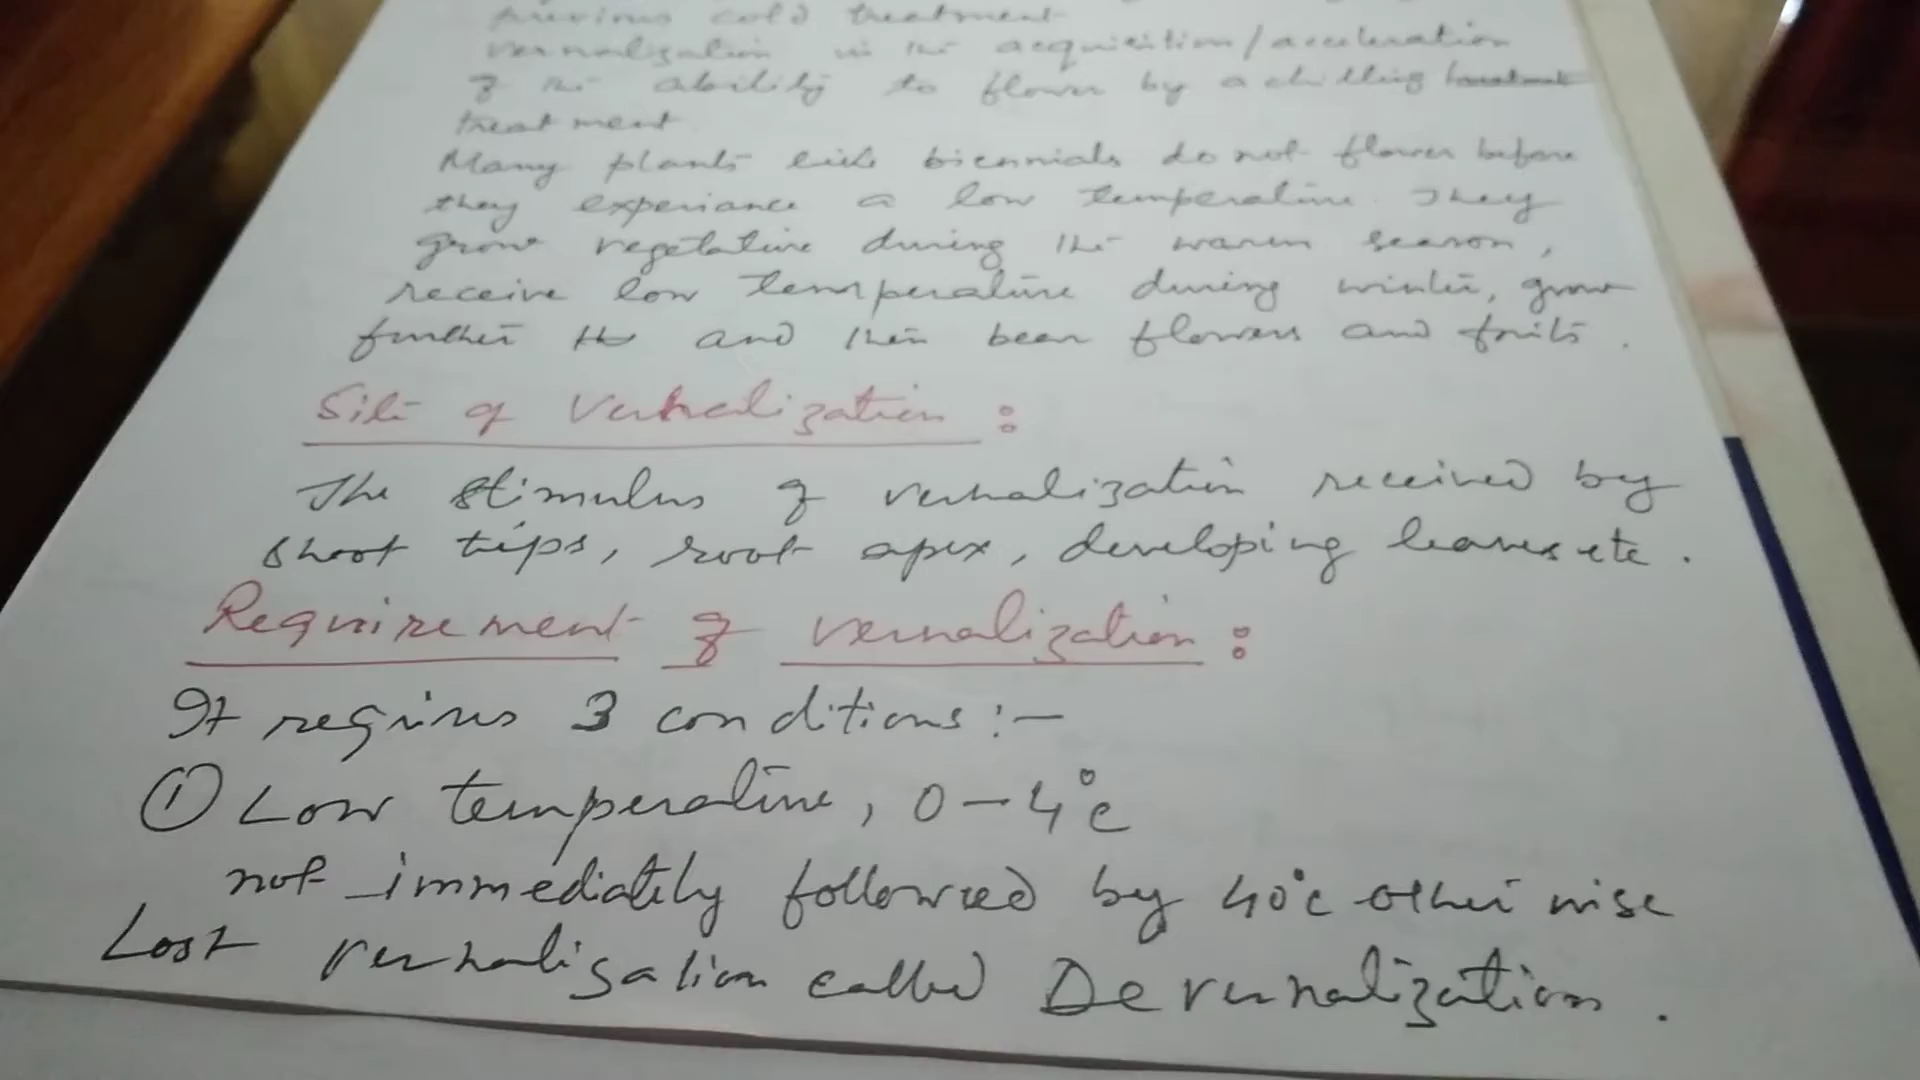 previous cold treatment
vernalization is the acquisition/acceleration
of the ability to flower by a chilling treatment
treatment
Many plants like biennials do not flower before
they experiance a low temperature. They
grow vegetative during the warm season,
receive low temperature during winter, grow
further the and then bear flowers and fruits.
Site of Vernalization :
The stimulus of vernalization received by
shoot tips, root apex, developing leaves etc.
Requirement of vernalization :
It requires 3 conditions :-
① Low temperature, 0-4°C
not immediately followed by 40°C otherwise
Lost vernalisation called Devernalization.